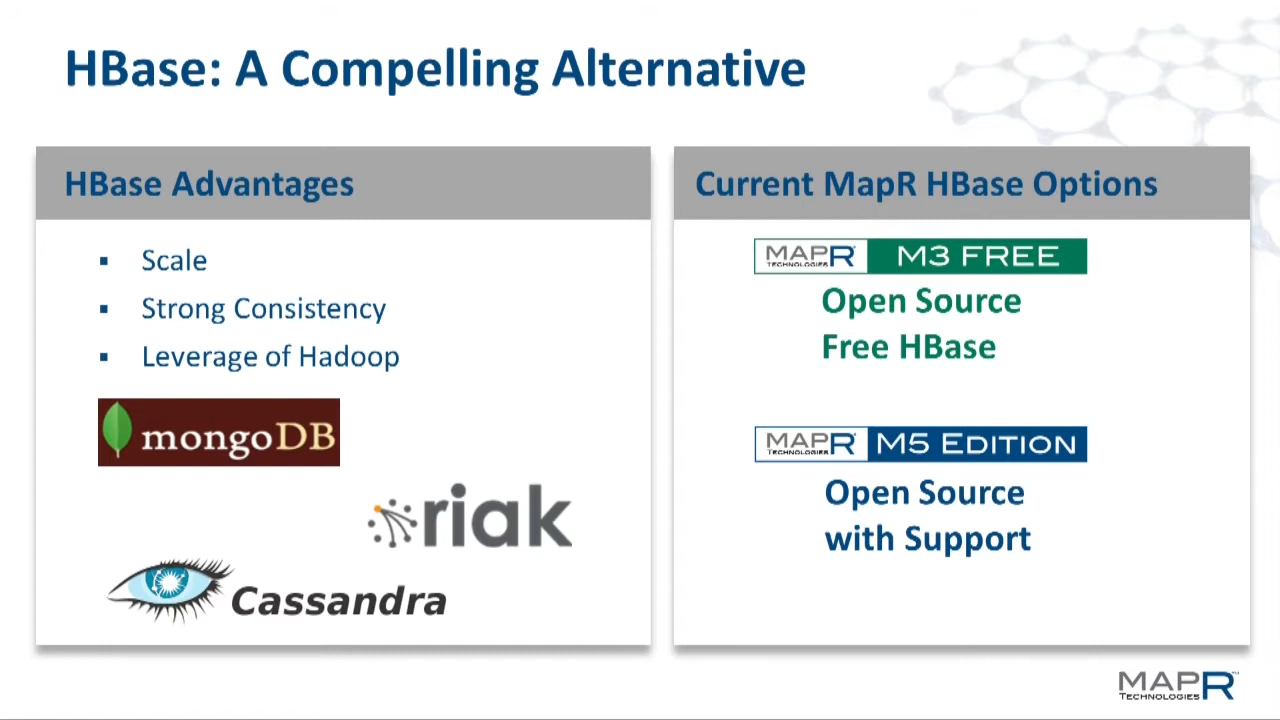 HBase: A Compelling Alternative
HBase Advantages
▪ Scale
▪ Strong Consistency
▪ Leverage of Hadoop
mongoDB
riak
Cassandra
Current MapR HBase Options
MAPR TECHNOLOGIES M3 FREE
Open Source
Free HBase
MAPR TECHNOLOGIES M5 EDITION
Open Source
with Support
MAPR™
TECHNOLOGIES